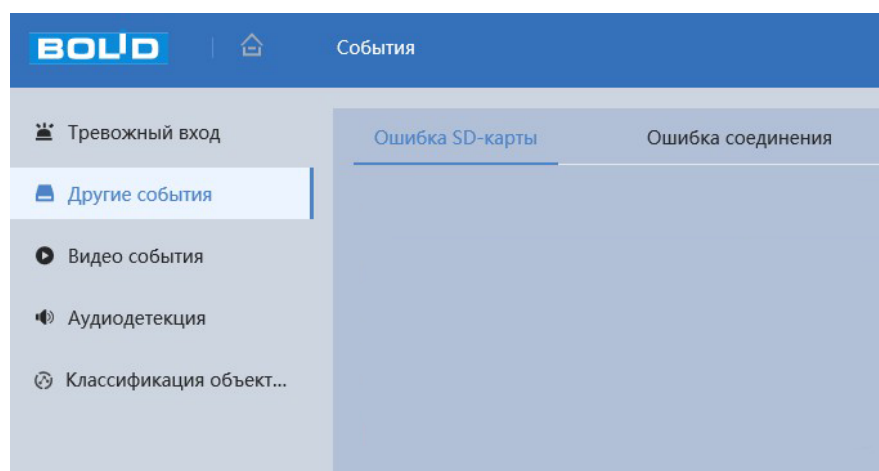 BOLID
События
Тревожный вход
Ошибка SD-карты
Ошибка соединения
Другие события
Видео события
Аудиодетекция
Классификация объект...